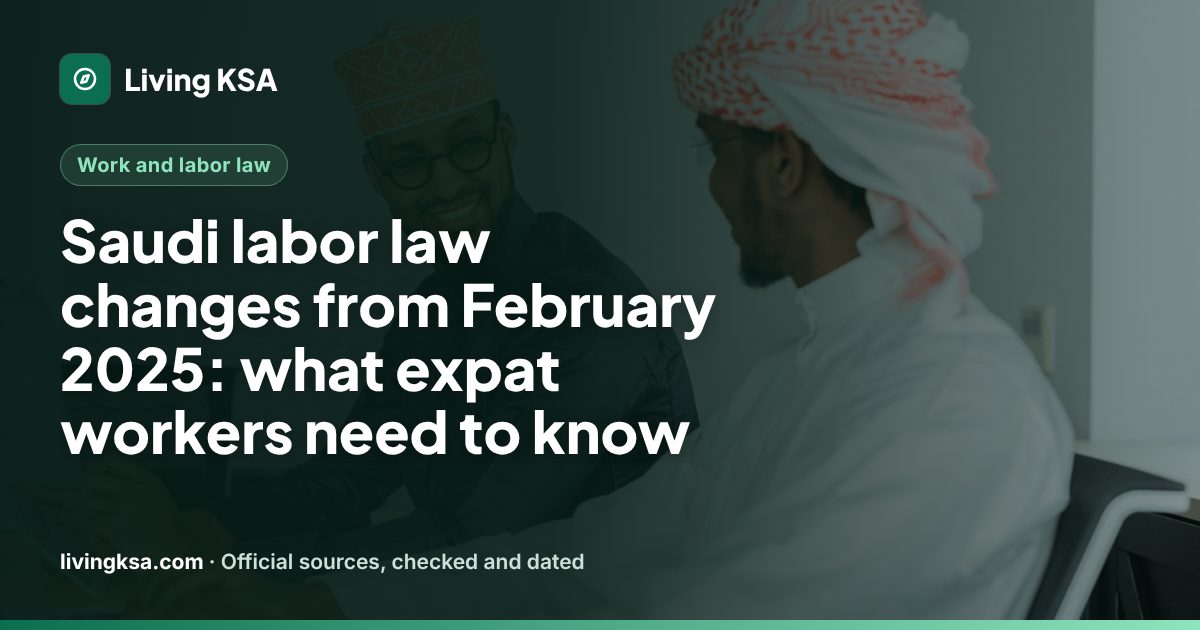 Living KSA
Work and labor law
Saudi labor law
changes from February
2025: what expat
workers need to know
livingksa.com · Official sources, checked and dated